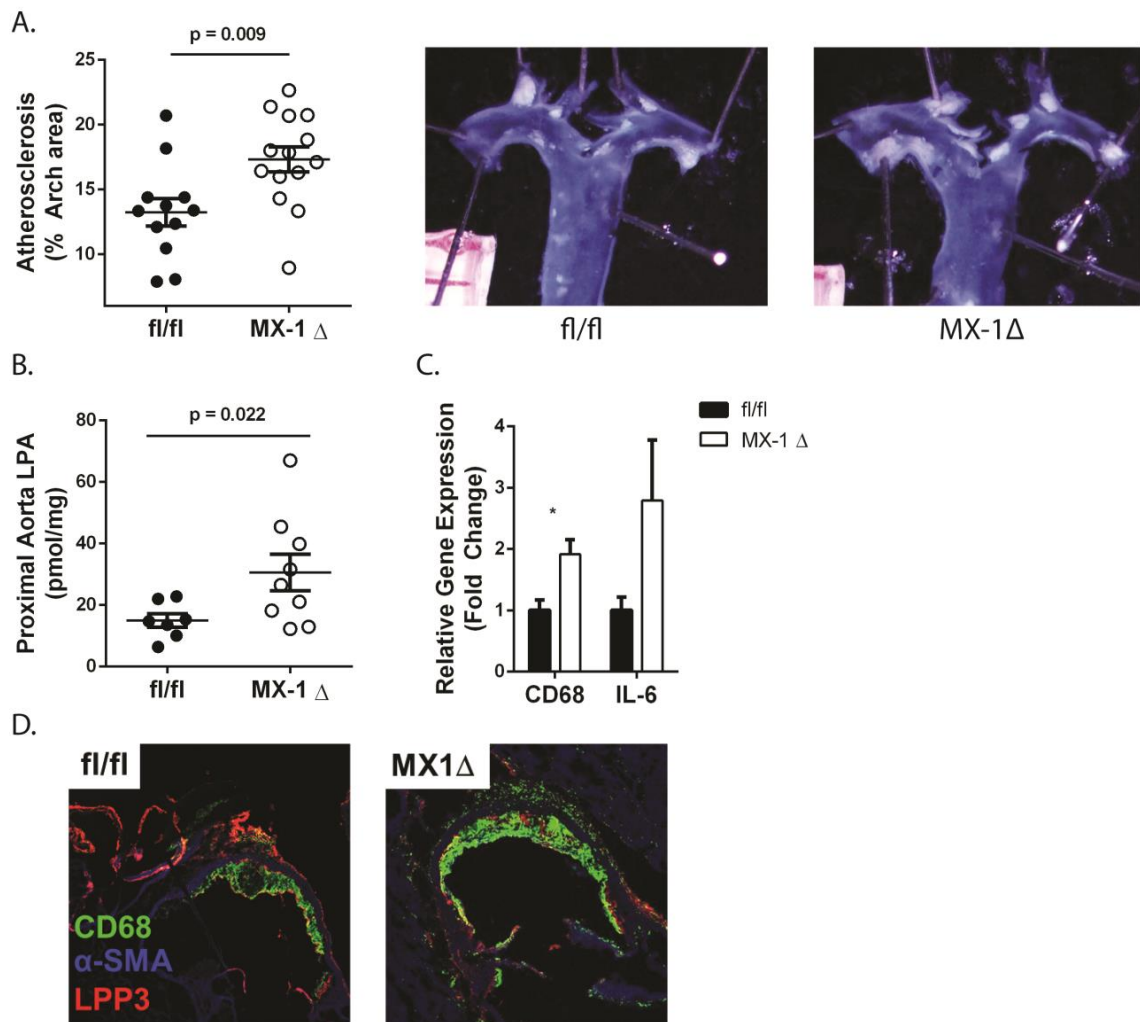 A.
p = 0.009
Atherosclerosis
(% Arch area)
25
20
15
10
fl/fl
MX-1 Δ
fl/fl
MX-1Δ
B.
p = 0.022
Proximal Aorta LPA
(pmol/mg)
80
60
40
20
0
fl/fl
MX-1 Δ
C.
fl/fl
MX-1 Δ
Relative Gene Expression
(Fold Change)
4
3
2
1
0
*
CD68
IL-6
D.
fl/fl
MX1Δ
CD68
α-SMA
LPP3